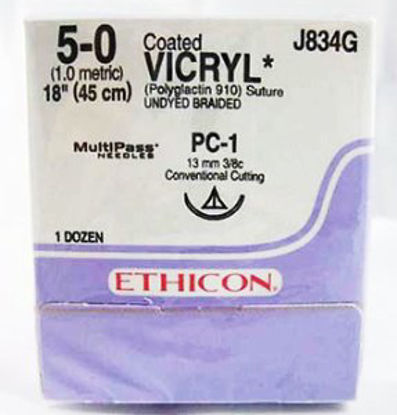 5-0
(1.0 metric)
18" (45 cm)
Coated
VICRYL*
(Polyglactin 910) Suture
UNDYED BRAIDED
J834G
MultiPass*
NEEDLES
PC-1
13 mm 3/8c
Conventional Cutting
1 DOZEN
ETHICON